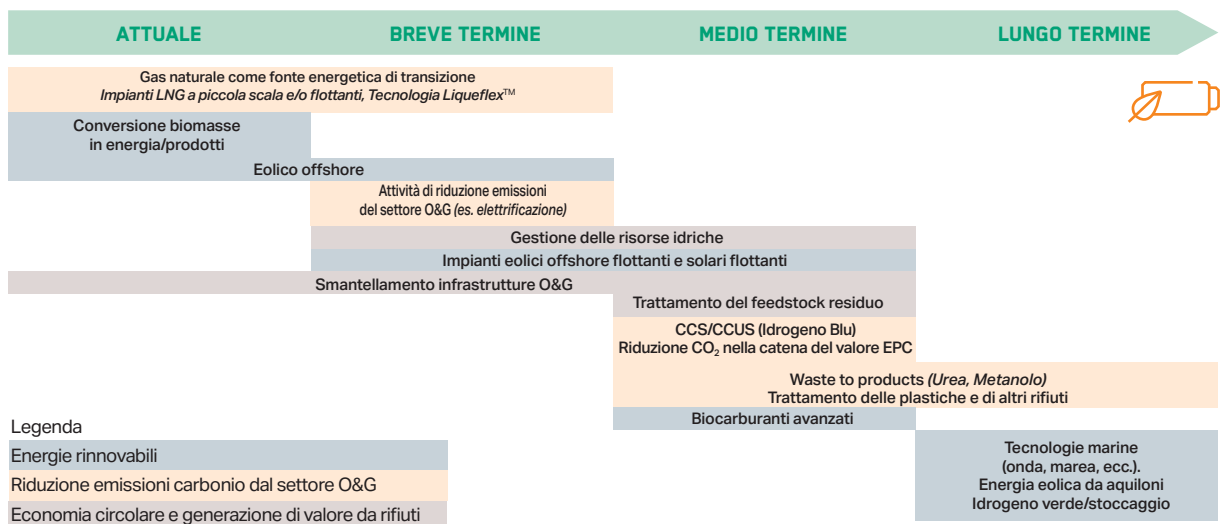 ATTUALE
BREVE TERMINE
MEDIO TERMINE
LUNGO TERMINE
Gas naturale come fonte energetica di transizione
Impianti LNG a piccola scala e/o flottanti, Tecnologia Liqueflex™
Conversione biomasse
in energia/prodotti
Eolico offshore
Attività di riduzione emissioni
del settore O&G (es. elettrificazione)
Gestione delle risorse idriche
Impianti eolici offshore flottanti e solari flottanti
Smantellamento infrastrutture O&G
Trattamento del feedstock residuo
CCS/CCUS (Idrogeno Blu)
Riduzione CO₂ nella catena del valore EPC
Waste to products (Urea, Metanolo)
Trattamento delle plastiche e di altri rifiuti
Biocarburanti avanzati
Tecnologie marine
(onda, marea, ecc.).
Energia eolica da aquiloni
Idrogeno verde/stoccaggio
Legenda
Energie rinnovabili
Riduzione emissioni carbonio dal settore O&G
Economia circolare e generazione di valore da rifiuti